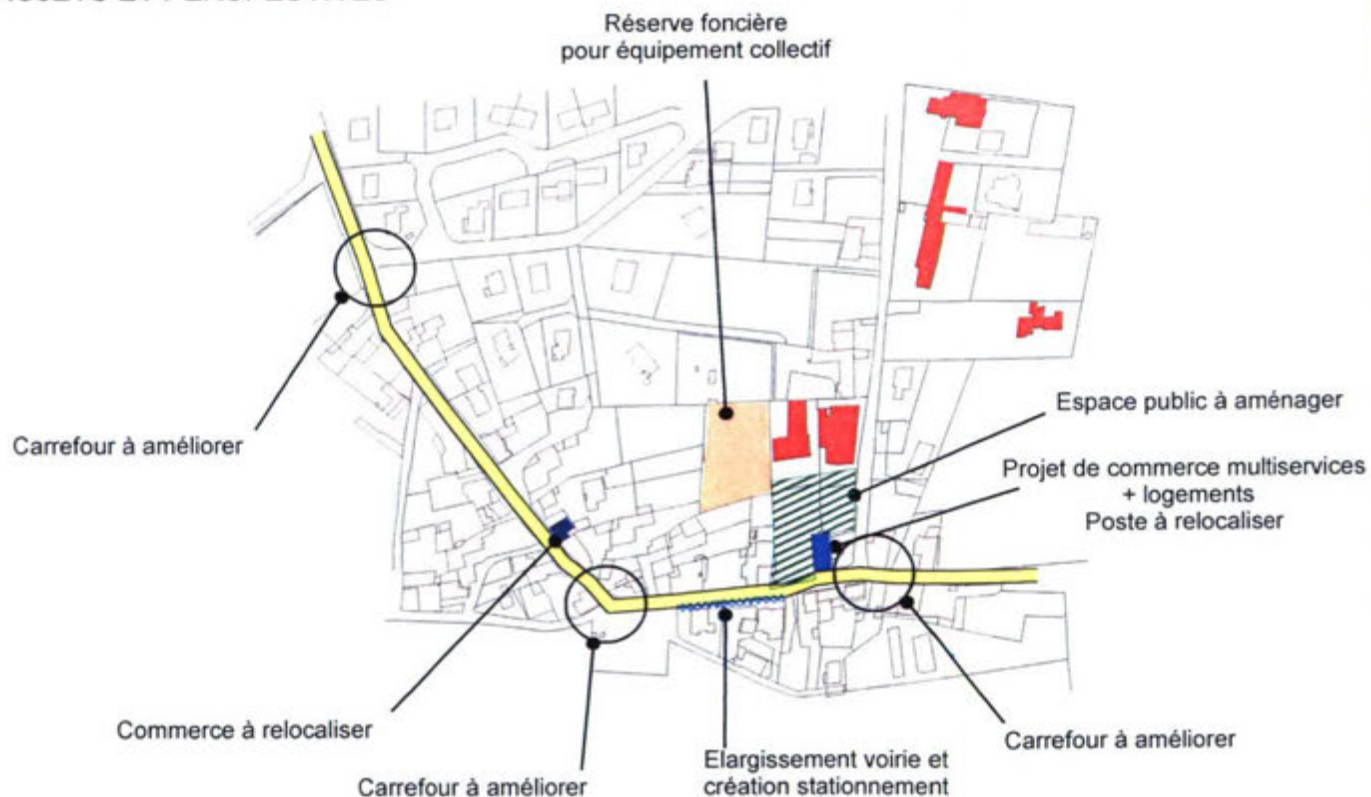 Réserve foncière
pour équipement collectif
Carrefour à améliorer
Espace public à aménager
Projet de commerce multiservices
+ logements
Poste à relocaliser
Commerce à relocaliser
Carrefour à améliorer
Elargissement voirie et
création stationnement
Carrefour à améliorer